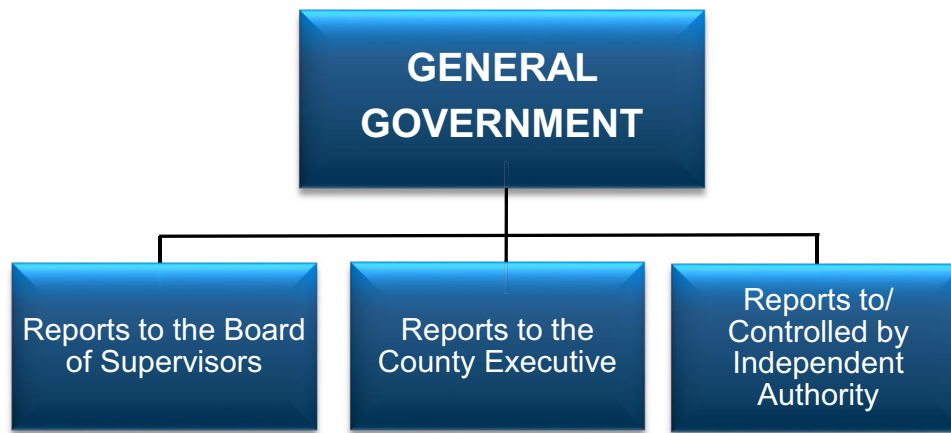 GENERAL
GOVERNMENT
Reports to the Board
of Supervisors
Reports to the
County Executive
Reports to/
Controlled by
Independent
Authority